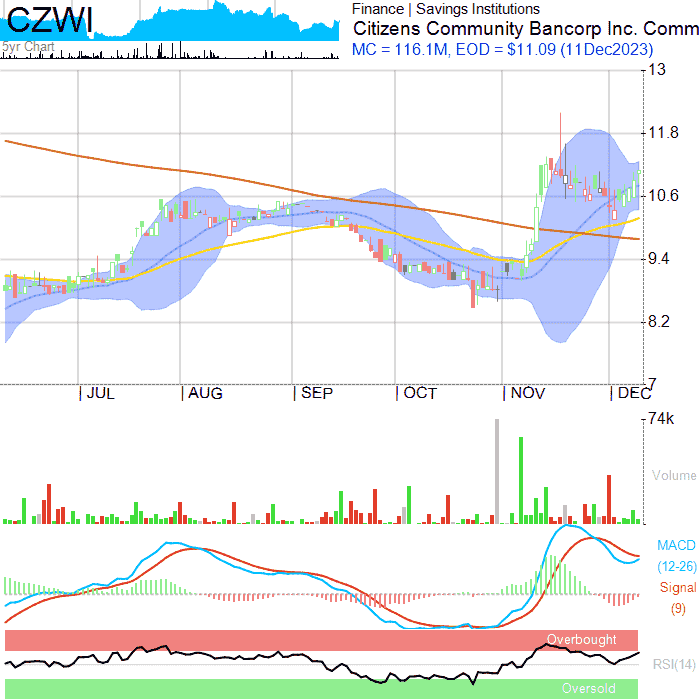 CZWI
5yr Chart
Finance | Savings Institutions
Citizens Community Bancorp Inc. Comm
MC = 116.1M, EOD = $11.09 (11Dec2023)
13
11.8
10.6
9.4
8.2
7
| JUL
| AUG
| SEP
| OCT
| NOV
| DEC
74k
Volume
MACD
(12-26)
Signal
(9)
Overbought
RSI(14)
Oversold